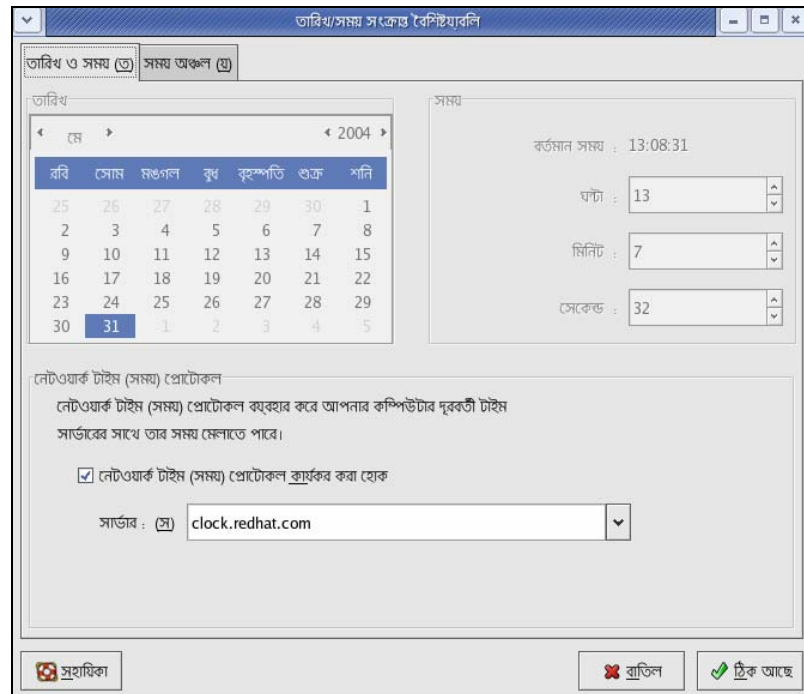 তারিখ/সময় সংক্রান্ত বৈশিষ্ট্যাবলি
তারিখ ও সময় (ত) সময় অঞ্চল (য)
তারিখ
মে 2004
রবি সোম মঙগল বুধ বৃহস্পতি শুক্র শনি
25 26 27 28 29 30 1
2 3 4 5 6 7 8
9 10 11 12 13 14 15
16 17 18 19 20 21 22
23 24 25 26 27 28 29
30 31 1 2 3 4 5
সময়
বর্তমান সময় : 13:08:31
ঘন্টা : 13
মিনিট : 7
সেকেন্ড : 32
নেটওয়ার্ক টাইম (সময়) প্রোটোকল
নেটওয়ার্ক টাইম (সময়) প্রোটোকল ব্যবহার করে আপনার কম্পিউটার দূরবর্তী টাইম
সার্ভারের সাথে তার সময় মেলাতে পারে।
নেটওয়ার্ক টাইম (সময়) প্রোটোকল কার্যকর করা হোক
সার্ভার : (স) clock.redhat.com
সহায়িকা বাতিল ঠিক আছে